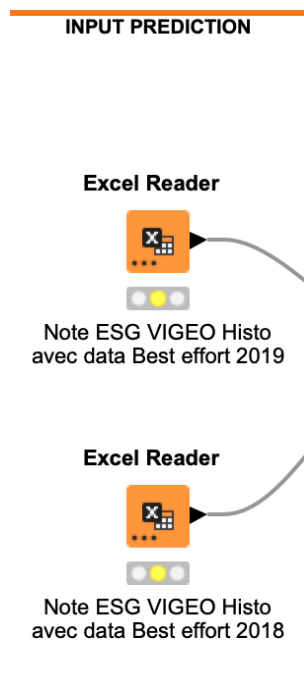 INPUT PREDICTION
Excel Reader
X
Note ESG VIGEO Histo
avec data Best effort 2019
Excel Reader
X
Note ESG VIGEO Histo
avec data Best effort 2018